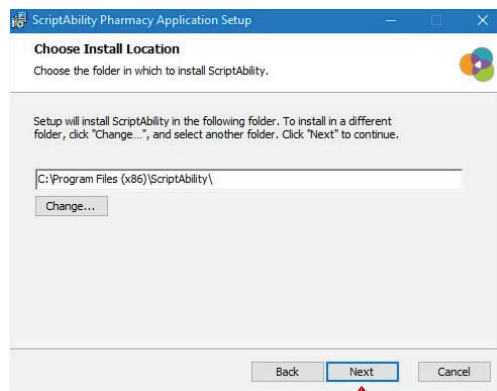 ScriptAbility Pharmacy Application Setup
Choose Install Location
Choose the folder in which to install ScriptAbility.
Setup will install ScriptAbility in the following folder. To install in a different
folder, click "Change...", and select another folder. Click "Next" to continue.
C:\Program Files (x86)\ScriptAbility\
Change...
Back Next Cancel